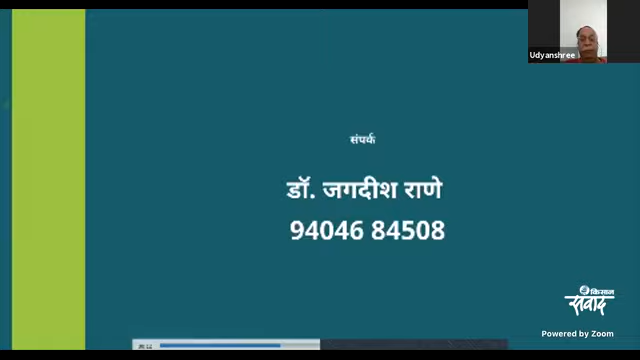 Udyanshree
संपर्क
डॉ. जगदीश राणे
94046 84508
किसान
संवाद
Powered by Zoom